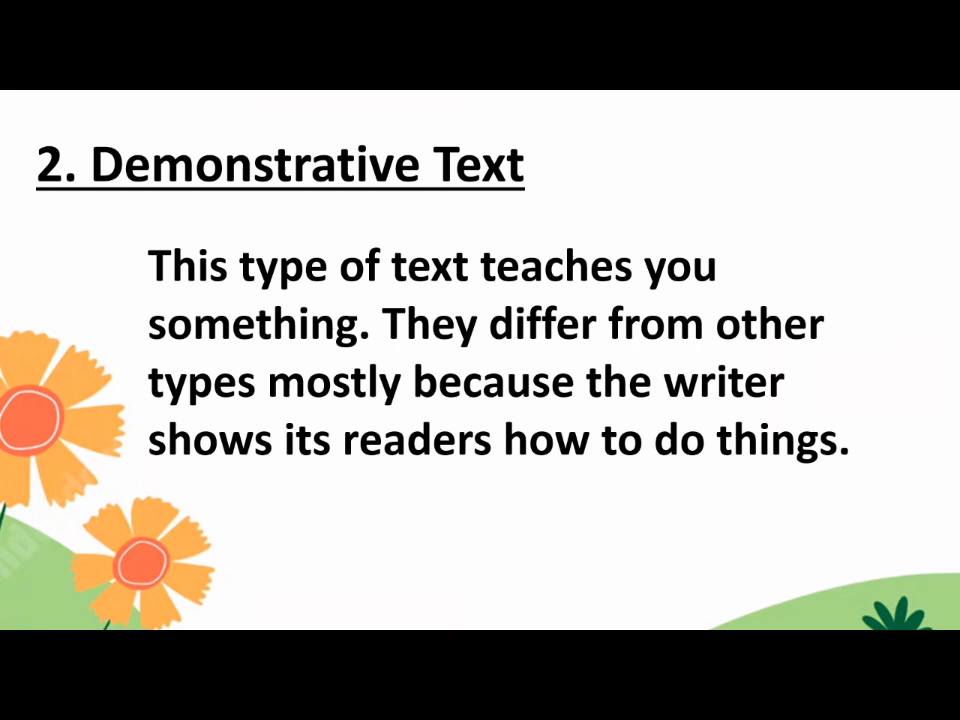 2. Demonstrative Text
This type of text teaches you
something. They differ from other
types mostly because the writer
shows its readers how to do things.